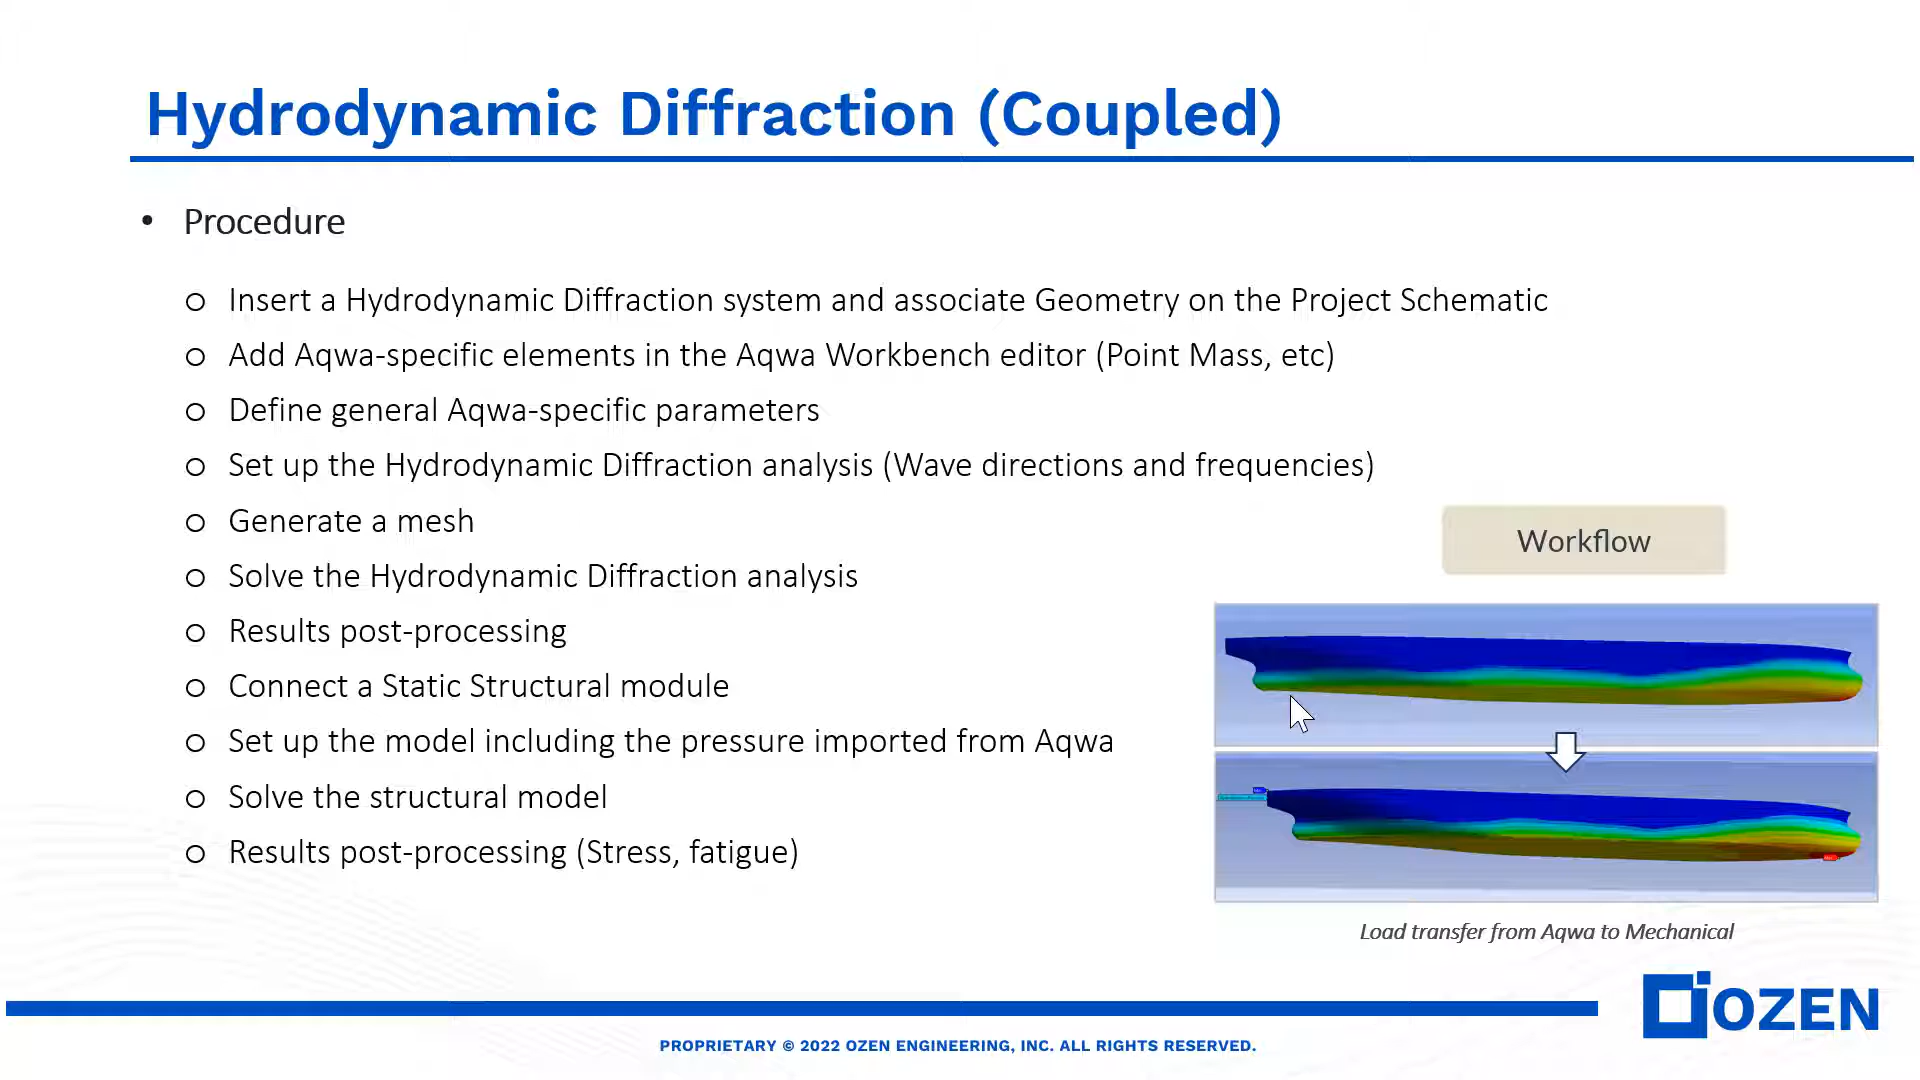 Hydrodynamic Diffraction (Coupled)
• Procedure
o Insert a Hydrodynamic Diffraction system and associate Geometry on the Project Schematic
o Add Aqwa-specific elements in the Aqwa Workbench editor (Point Mass, etc)
o Define general Aqwa-specific parameters
o Set up the Hydrodynamic Diffraction analysis (Wave directions and frequencies)
o Generate a mesh
o Solve the Hydrodynamic Diffraction analysis
o Results post-processing
o Connect a Static Structural module
o Set up the model including the pressure imported from Aqwa
o Solve the structural model
o Results post-processing (Stress, fatigue)
Workflow
Load transfer from Aqwa to Mechanical
OZEN
PROPRIETARY © 2022 OZEN ENGINEERING, INC. ALL RIGHTS RESERVED.